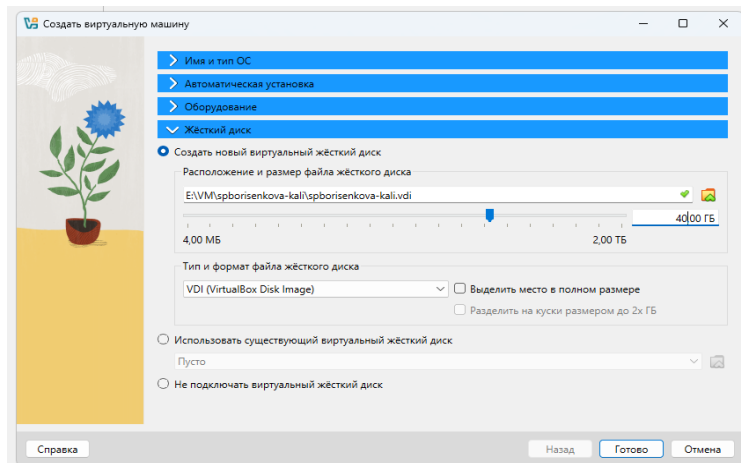 Создать виртуальную машину
Имя и тип ОС
Автоматическая установка
Оборудование
Жёсткий диск
Создать новый виртуальный жёсткий диск
Расположение и размер файла жёсткого диска
E:\VM\spborisenkova-kali\spborisenkova-kali.vdi
40,00 ГБ
4,00 МБ 2,00 ТБ
Тип и формат файла жёсткого диска
VDI (VirtualBox Disk Image) Выделить место в полном размере
Разделить на куски размером до 2х ГБ
Использовать существующий виртуальный жёсткий диск
Пусто
Не подключать виртуальный жёсткий диск
Справка Назад Готово Отмена